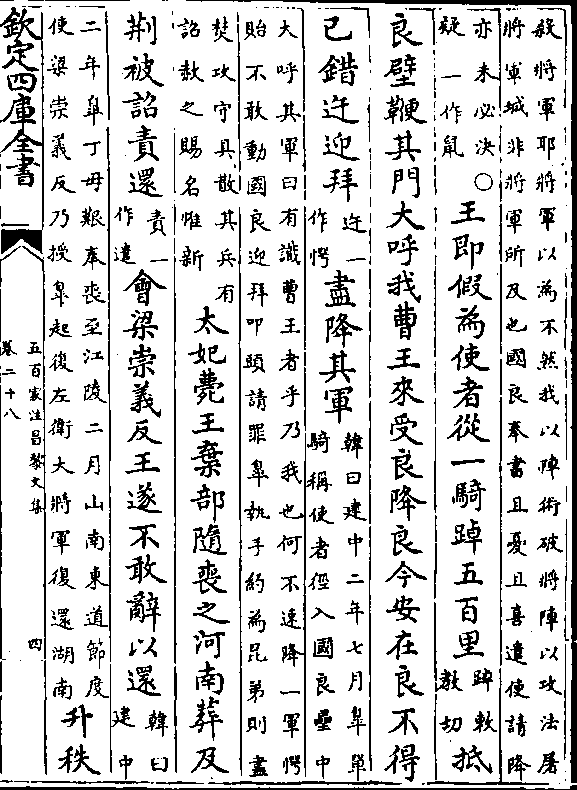 殺將軍耶將軍以為不然我以陣術破將陣以攻法屠
將軍城非將軍所及也國良奉書且憂且喜遣使請降
亦未必決○
疑一作鼠
王即假為使者從一騎踔五百里
踔敕
教切
抵
良壁鞭其門大呼我曹王來受良降良今安在良不得
已錯迕迎拜
迕一
作愕
盡降其軍
韓曰建中二年七月臯單
騎稱使者徑入國良壘中
大呼其軍曰有識曹王者乎乃我也何不速降一軍愕
貽不敢動國良迎拜叩頭請罪臯執手約為昆弟則盡
焚攻守具散其兵有
詔赦之賜名惟新
太妃薨王棄部隨喪之河南葬及
荆被詔責還
責一
作遣
會梁崇義反王遂不敢辭以還
韓曰
建中
二年臯丁母艱奉喪至江陵二月山南東道節度
使梁崇義反乃授臯起復左衛大將軍復還湖南
升秩
欽定四庫全書
五百家注昌黎文集
卷二十八
四